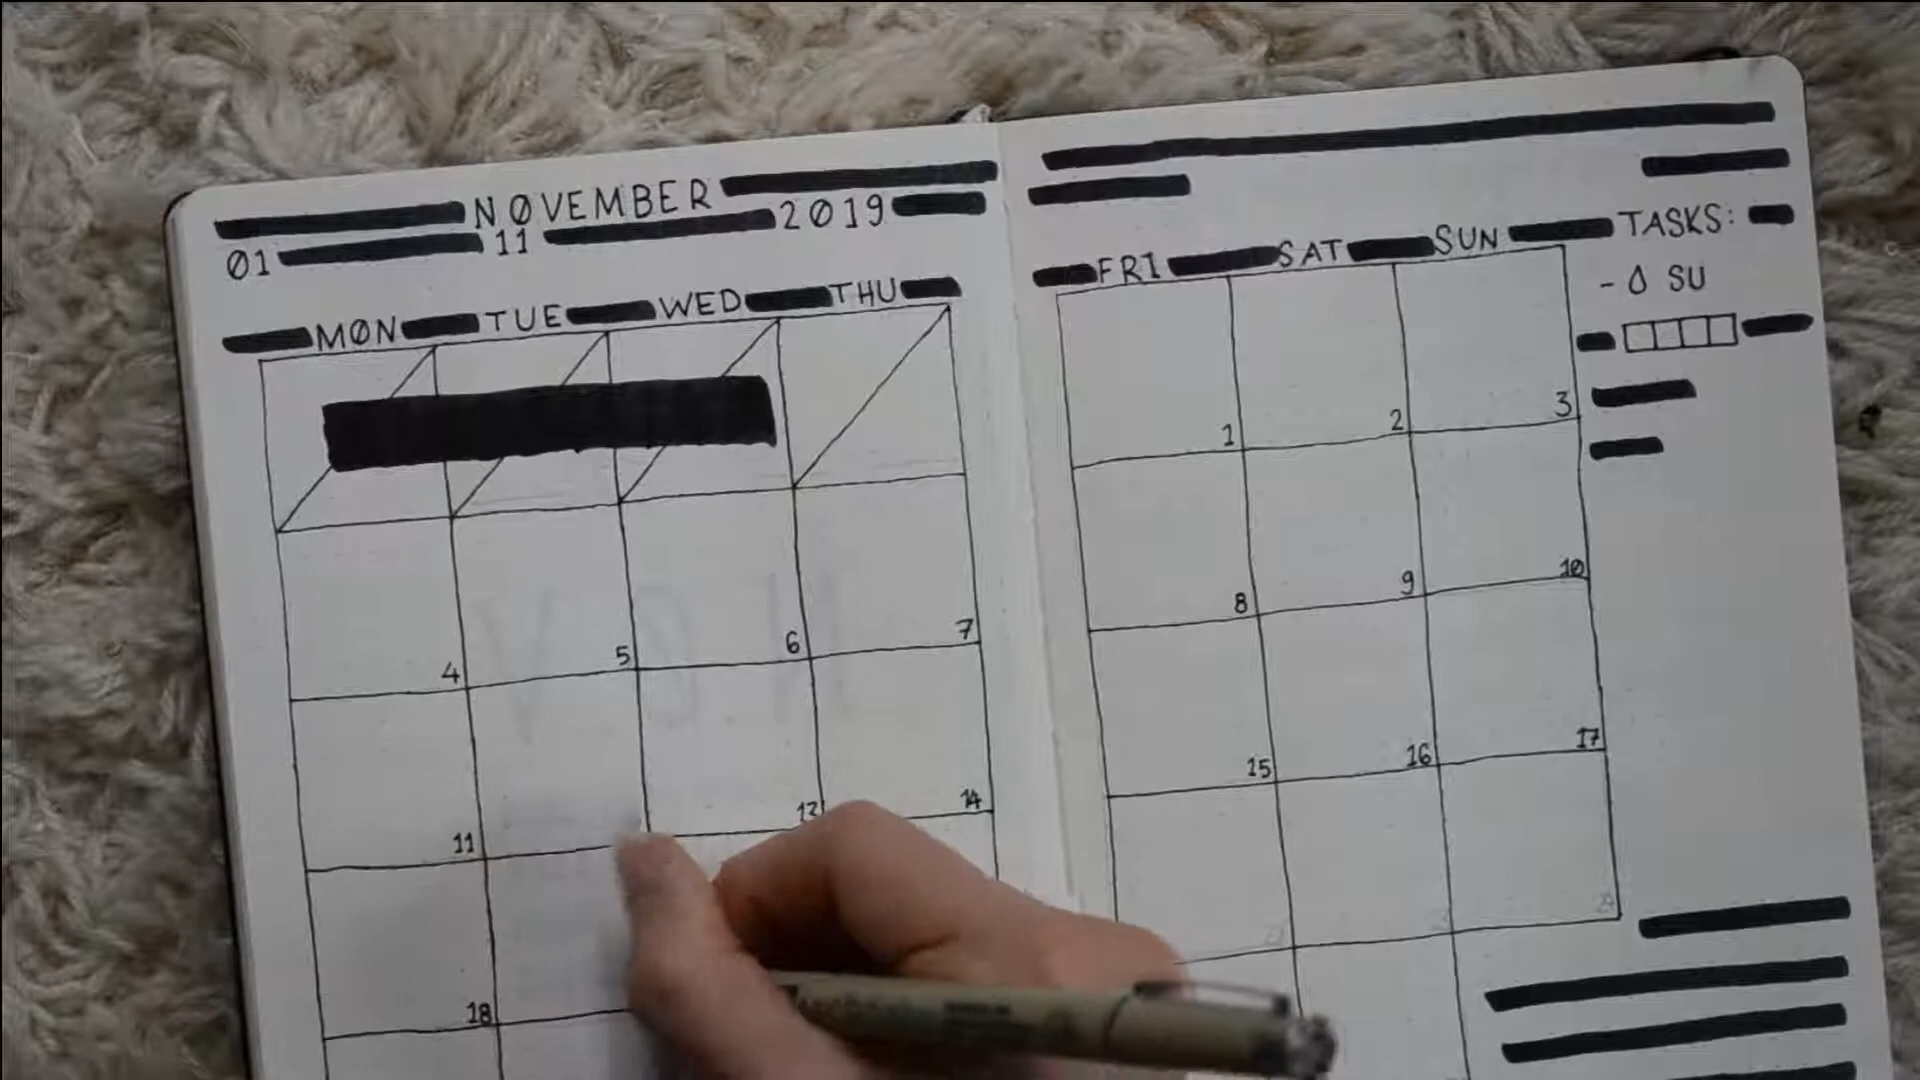 NØVEMBER
01 11 2019
MØN TUE WED THU
4 5 6 7
11 13 14
18
FRI SAT SUN TASKS:
- SU
1 2 3
8 9 10
15 16 17
24